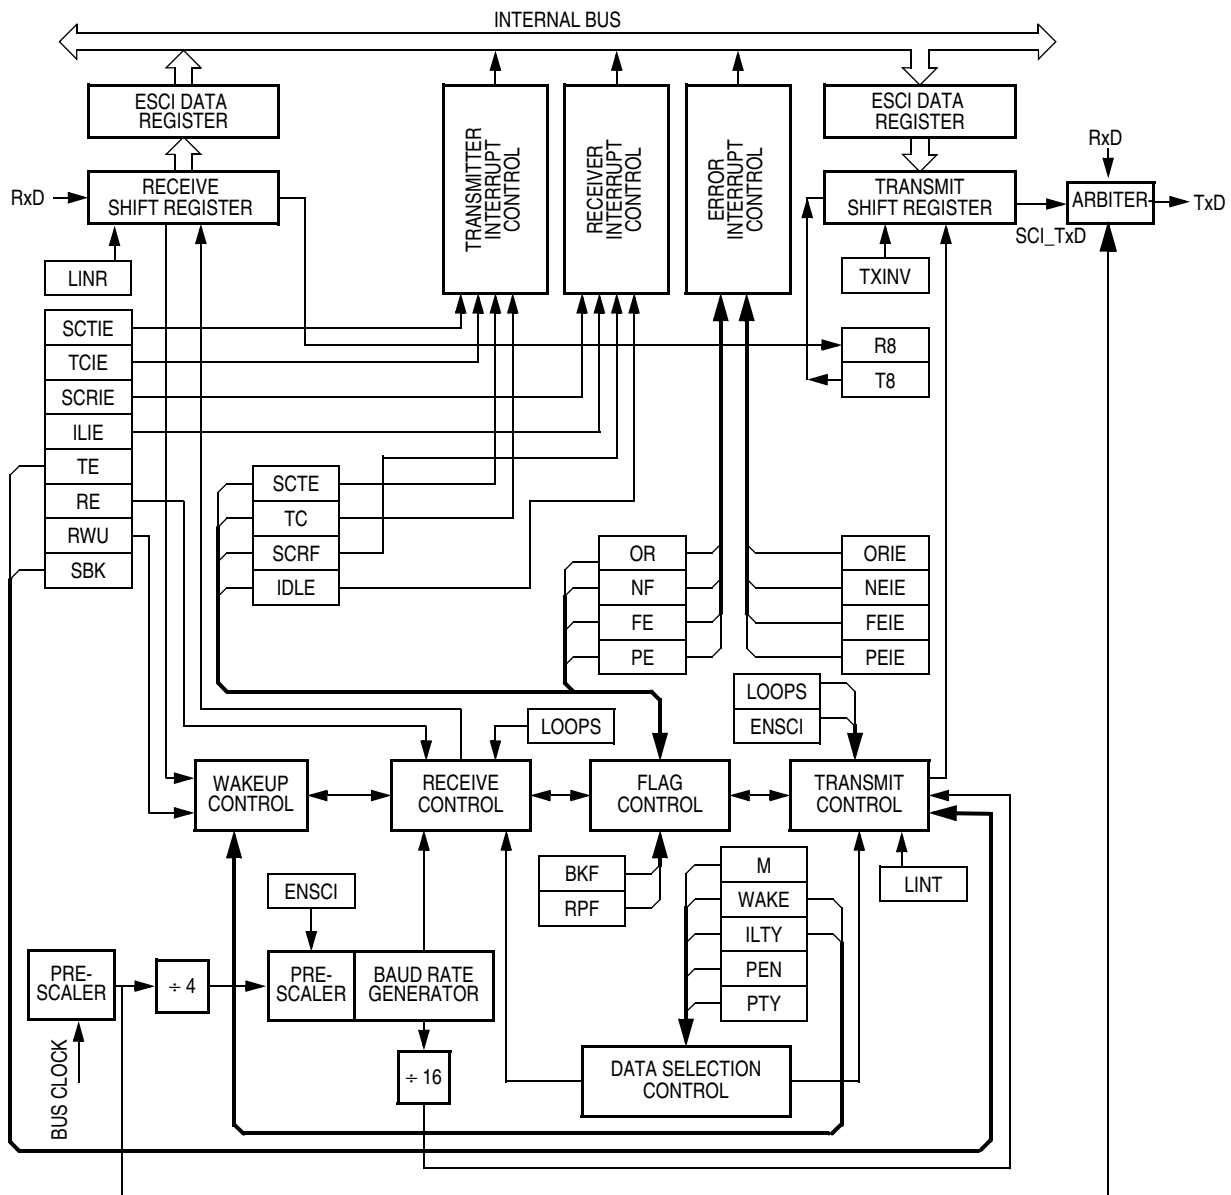 INTERNAL BUS
ESCI DATA
REGISTER
ESCI DATA
REGISTER
TRANSMITTER
INTERRUPT
CONTROL
RECEIVER
INTERRUPT
CONTROL
ERROR
INTERRUPT
CONTROL
RxD
RxD
RECEIVE
SHIFT REGISTER
TRANSMIT
SHIFT REGISTER
ARBITER
TxD
SCI_TxD
LINR
TXINV
SCTIE
TCIE
SCRIE
ILIE
TE
RE
RWU
SBK
R8
T8
SCTE
TC
SCRF
IDLE
OR
NF
FE
PE
ORIE
NEIE
FEIE
PEIE
LOOPS
LOOPS
ENSCI
WAKEUP
CONTROL
RECEIVE
CONTROL
FLAG
CONTROL
TRANSMIT
CONTROL
BKF
RPF
M
WAKE
ILTY
PEN
PTY
LINT
ENSCI
PRE-
SCALER
÷ 4
PRE-
SCALER
BAUD RATE
GENERATOR
BUS CLOCK
÷ 16
DATA SELECTION
CONTROL